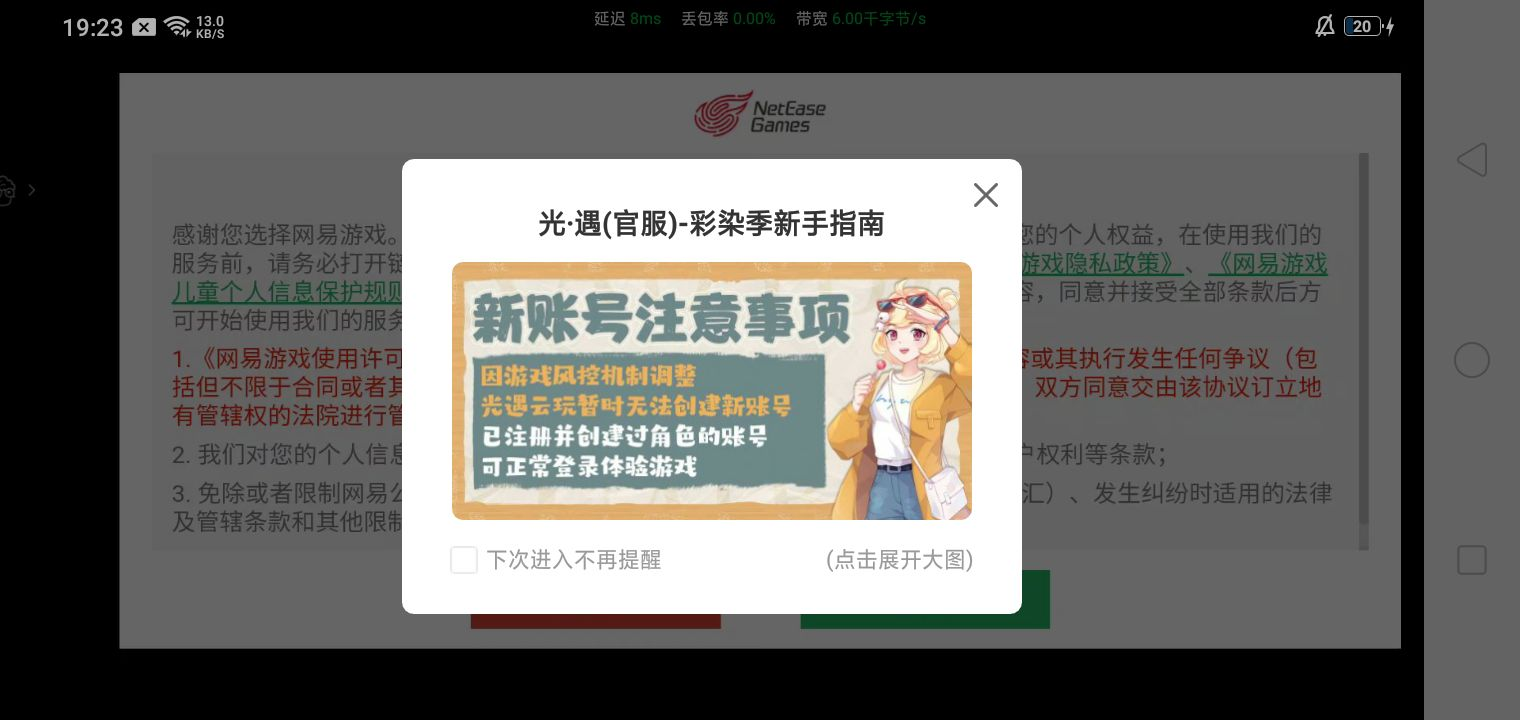 19:23
13.0
KB/S
延迟 8ms 丢包率 0.00% 带宽 6.00千字节/s
20
NetEase
Games
光·遇(官服)-彩染季新手指南
新账号注意事项
因游戏风控机制调整
光遇云玩暂时无法创建新账号
已注册并创建过角色的账号
可正常登录体验游戏
下次进入不再提醒
(点击展开大图)
感谢您选择网易游戏。 您的个人权益，在使用我们的
服务前，请务必打开链 游戏隐私政策》、《网易游戏
儿童个人信息保护规则 容，同意并接受全部条款后方
可开始使用我们的服务
1.《网易游戏使用许可 容或其执行发生任何争议（包
括但不限于合同或者其 双方同意交由该协议订立地
有管辖权的法院进行管
2. 我们对您的个人信息 户权利等条款；
3. 免除或者限制网易公 汇）、发生纠纷时适用的法律
及管辖条款和其他限制